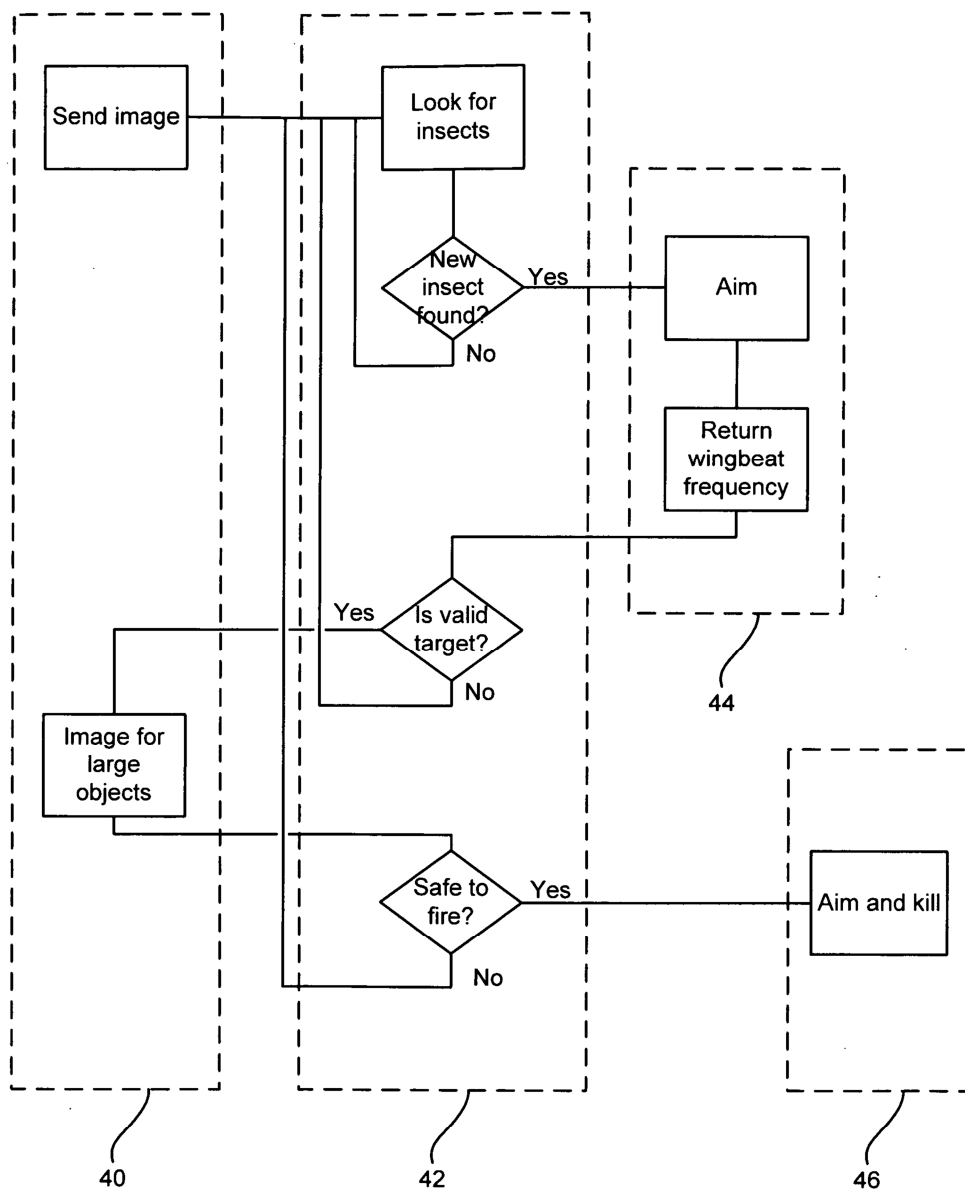 Send image
Look for
insects
New
insect
found?
Yes
No
Aim
Return
wingbeat
frequency
Is valid
target?
Yes
No
44
Image for
large
objects
Safe to
fire?
Yes
No
Aim and kill
40
42
46